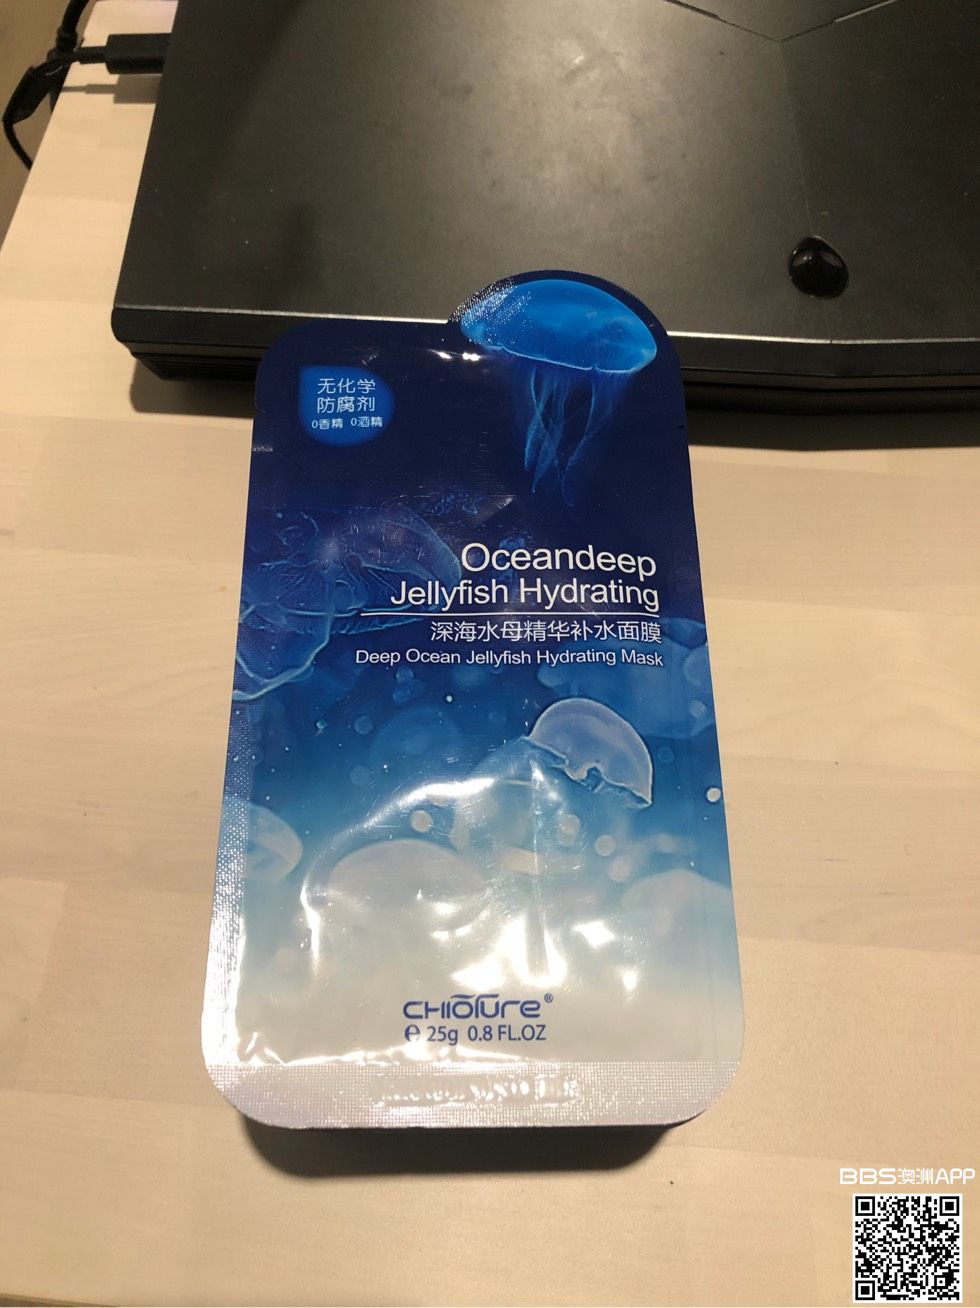 无化学
防腐剂
0香精 0酒精
Oceandeep
Jellyfish Hydrating
深海水母精华补水面膜
Deep Ocean Jellyfish Hydrating Mask
CHIOTURE®
℮ 25g 0.8 FL.OZ
BBS澳洲APP